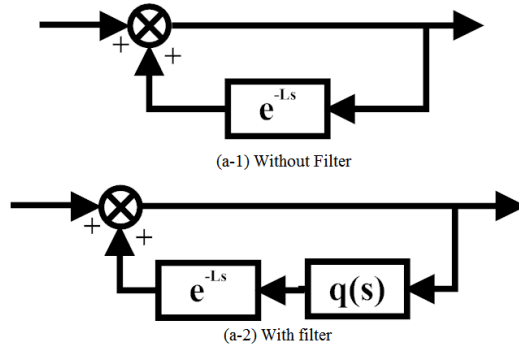 +
+
e^-Ls
(a-1) Without Filter
+
+
e^-Ls q(s)
(a-2) With filter